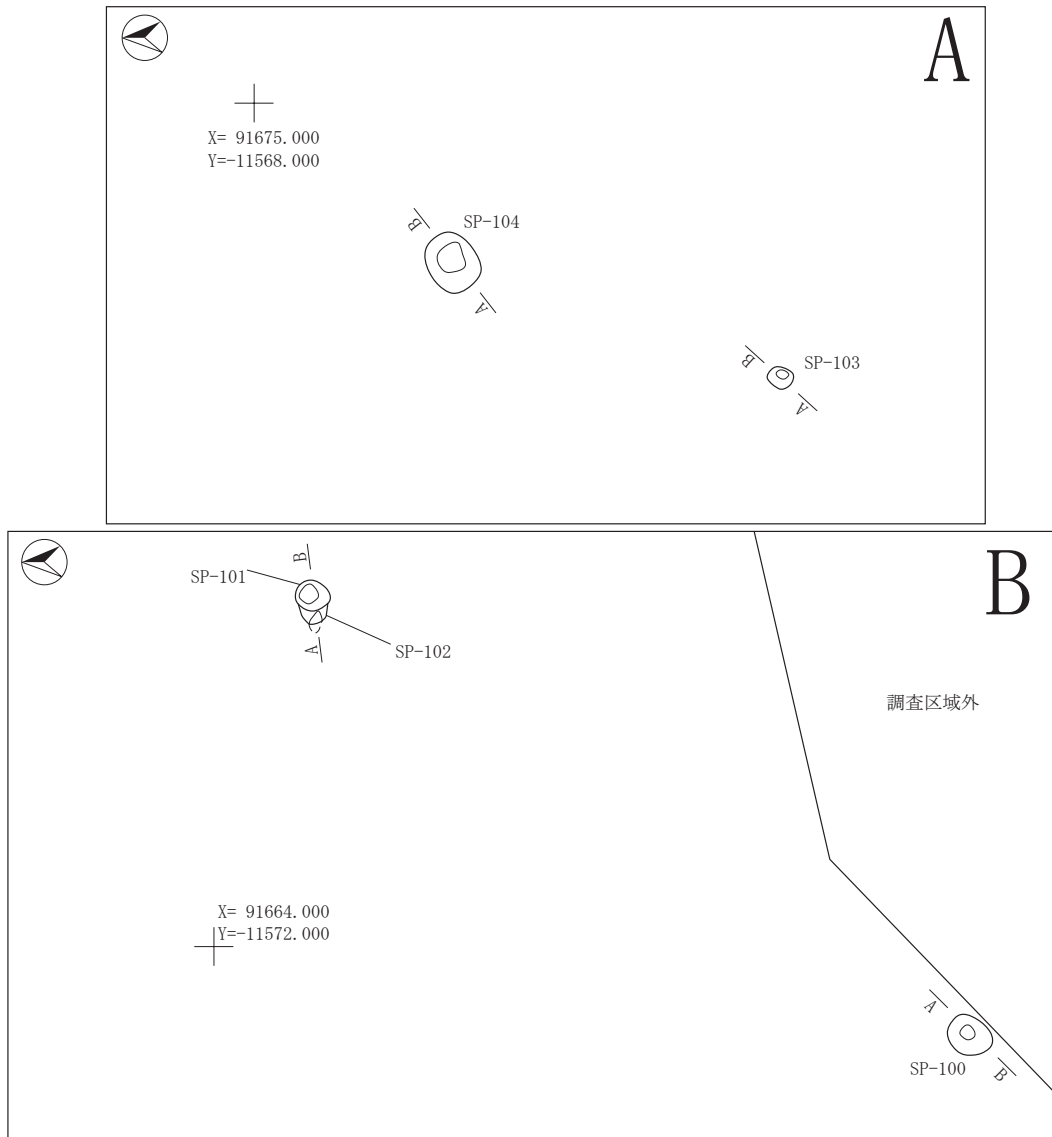 A
X= 91675.000
Y=-11568.000
B
SP-104
A
B
SP-103
A
B
B
SP-101
A
SP-102
調査区域外
X= 91664.000
Y=-11572.000
A
SP-100
B